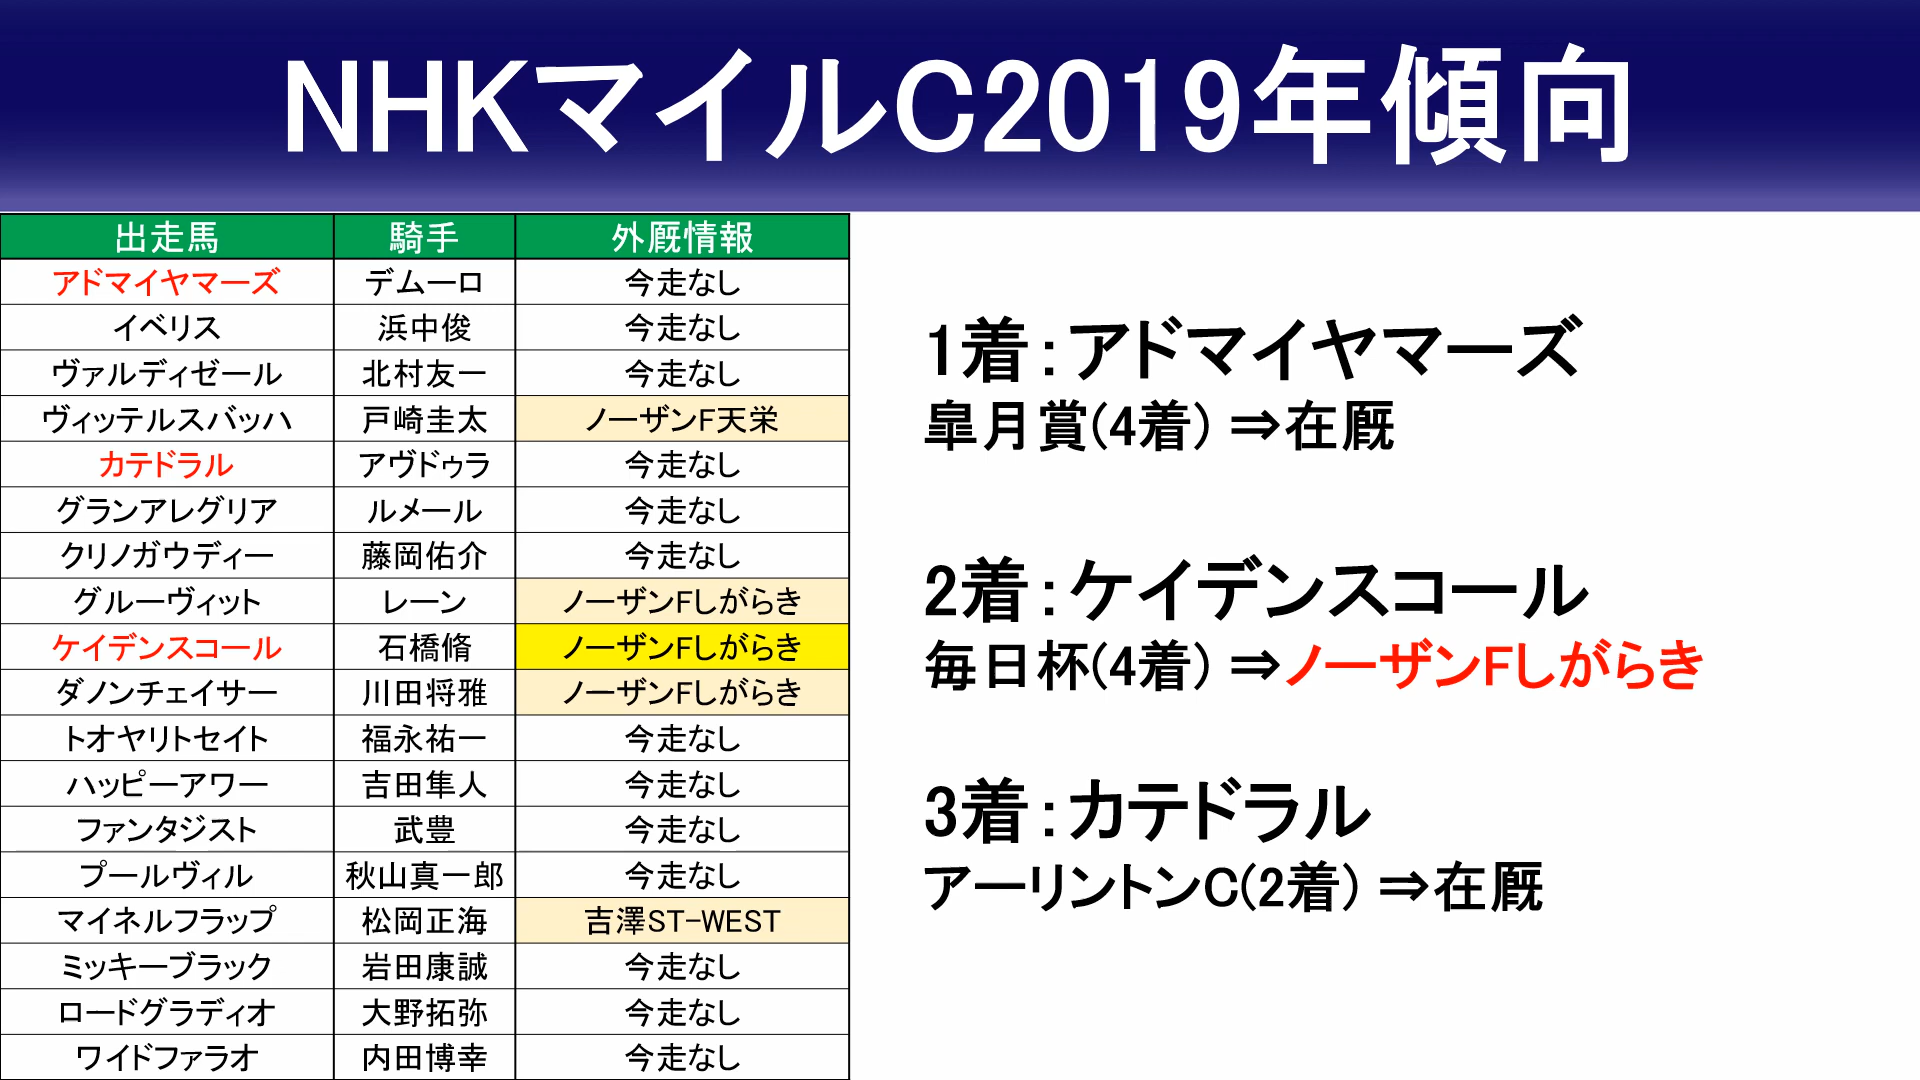 NHKマイルC2019年傾向
出走馬 騎手 外厩情報
アドマイヤマーズ デムーロ 今走なし
イベリス 浜中俊 今走なし
ヴァルディゼール 北村友一 今走なし
ヴィッテルスバッハ 戸崎圭太 ノーザンF天栄
カテドラル アヴドゥラ 今走なし
グランアレグリア ルメール 今走なし
クリノガウディー 藤岡佑介 今走なし
グルーヴィット レーン ノーザンFしがらき
ケイデンスコール 石橋脩 ノーザンFしがらき
ダノンチェイサー 川田将雅 ノーザンFしがらき
トオヤリトセイト 福永祐一 今走なし
ハッピーアワー 吉田隼人 今走なし
ファンタジスト 武豊 今走なし
プールヴィル 秋山真一郎 今走なし
マイネルフラップ 松岡正海 吉澤ST-WEST
ミッキーブラック 岩田康誠 今走なし
ロードグラディオ 大野拓弥 今走なし
ワイドファラオ 内田博幸 今走なし
1着:アドマイヤマーズ
皐月賞(4着)⇒在厩
2着:ケイデンスコール
毎日杯(4着)⇒ノーザンFしがらき
3着:カテドラル
アーリントンC(2着)⇒在厩